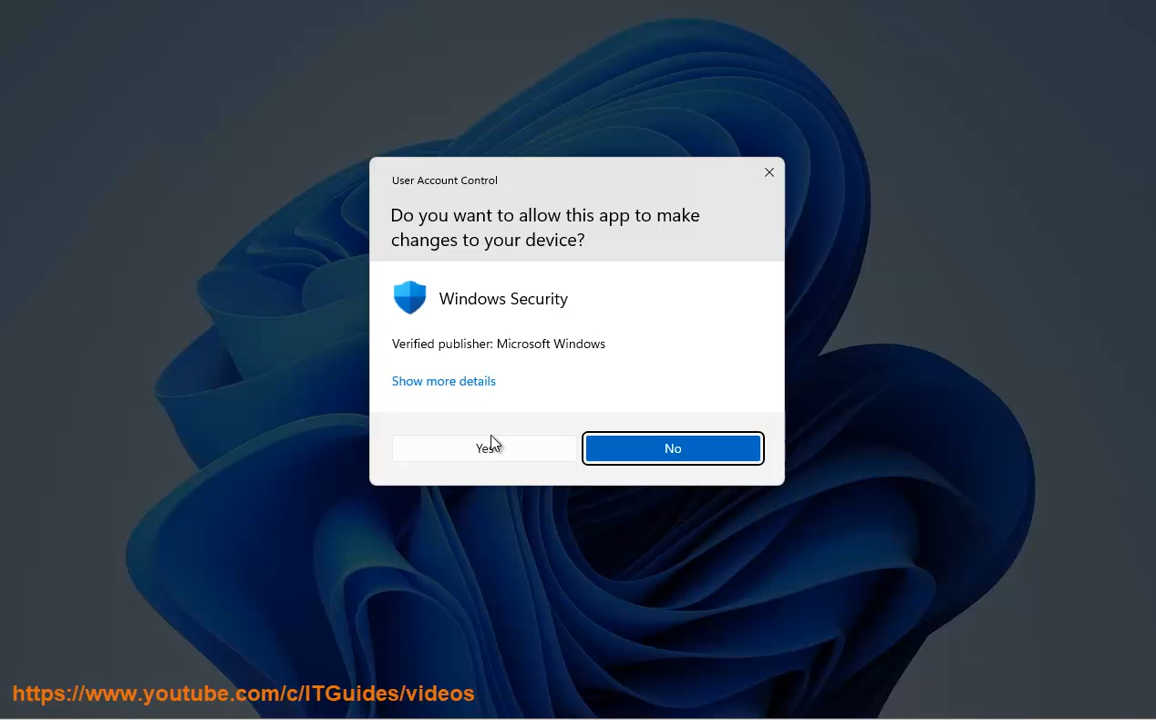 User Account Control
Do you want to allow this app to make
changes to your device?
Windows Security
Verified publisher: Microsoft Windows
Show more details
Yes
No
https://www.youtube.com/c/ITGuides/videos